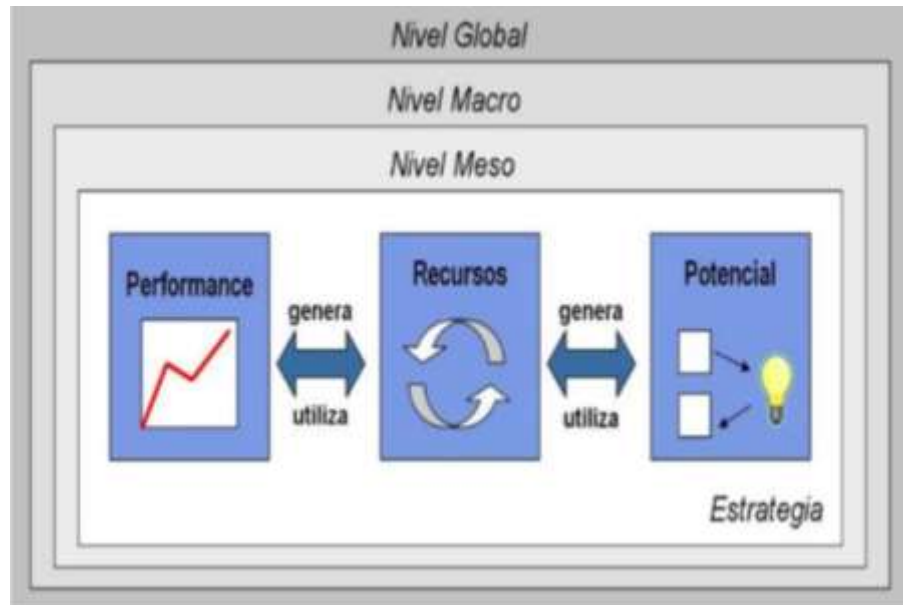 Nivel Global
Nivel Macro
Nivel Meso
Performance
genera
utiliza
Recursos
genera
utiliza
Potencial
Estrategia